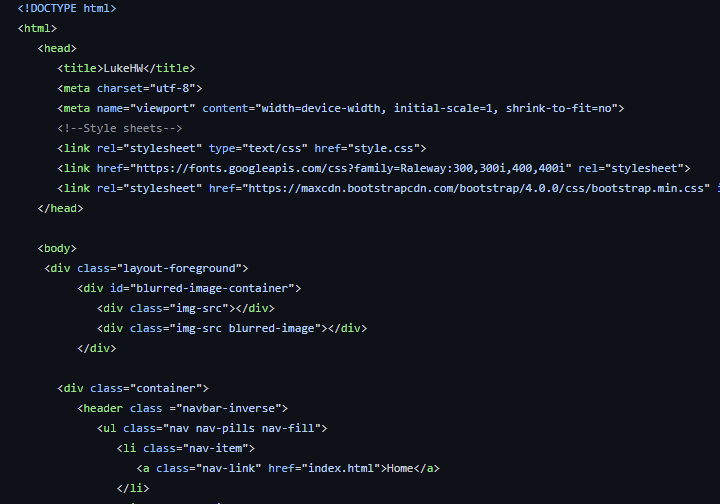 <!DOCTYPE html>
<html>
<head>
<title>LukeHW</title>
<meta charset="utf-8">
<meta name="viewport" content="width=device-width, initial-scale=1, shrink-to-fit=no">
<!--Style sheets-->
<link rel="stylesheet" type="text/css" href="style.css">
<link href="https://fonts.googleapis.com/css?family=Raleway:300,300i,400,400i" rel="stylesheet">
<link rel="stylesheet" href="https://maxcdn.bootstrapcdn.com/bootstrap/4.0.0/css/bootstrap.min.css"
</head>
<body>
<div class="layout-foreground">
<div id="blurred-image-container">
<div class="img-src"></div>
<div class="img-src blurred-image"></div>
</div>
<div class="container">
<header class ="navbar-inverse">
<ul class="nav nav-pills nav-fill">
<li class="nav-item">
<a class="nav-link" href="index.html">Home</a>
</li>